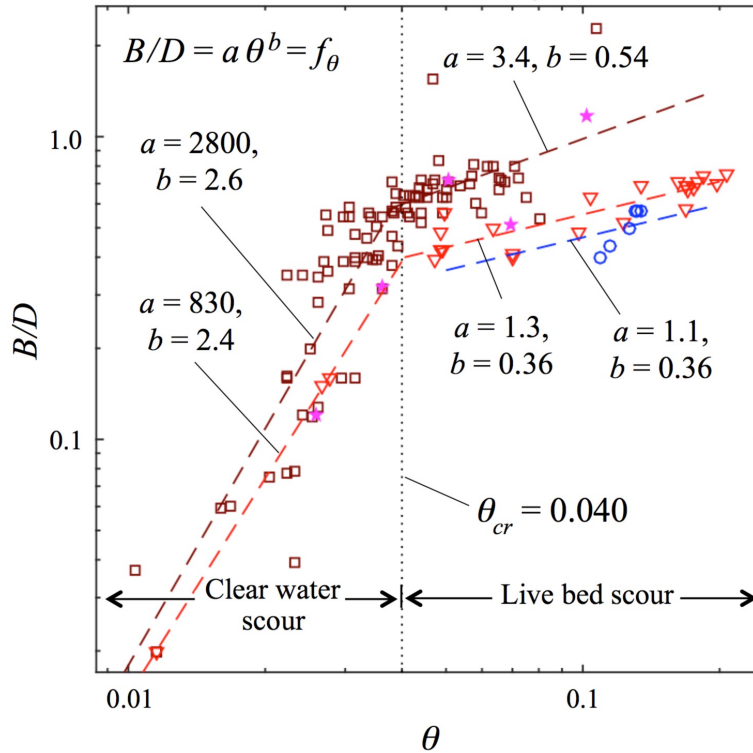 B/D = a θ^b = f_θ
a = 3.4, b = 0.54
a = 2800,
b = 2.6
a = 830,
b = 2.4
a = 1.3,
b = 0.36
a = 1.1,
b = 0.36
θ_cr = 0.040
Clear water
scour
Live bed scour
1.0
0.1
B/D
0.01
0.1
θ